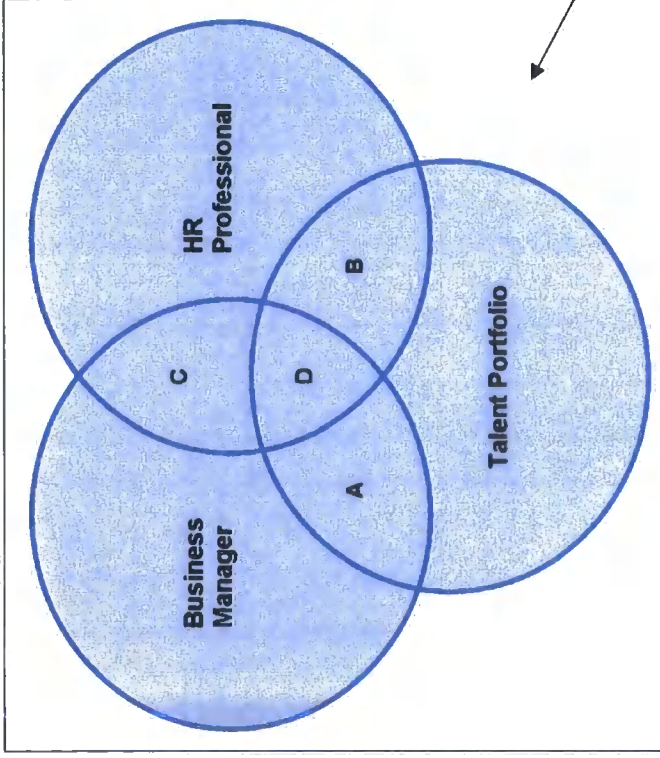 Business
Manager
HR
Professional
C
D
A
B
Talent Portfolio